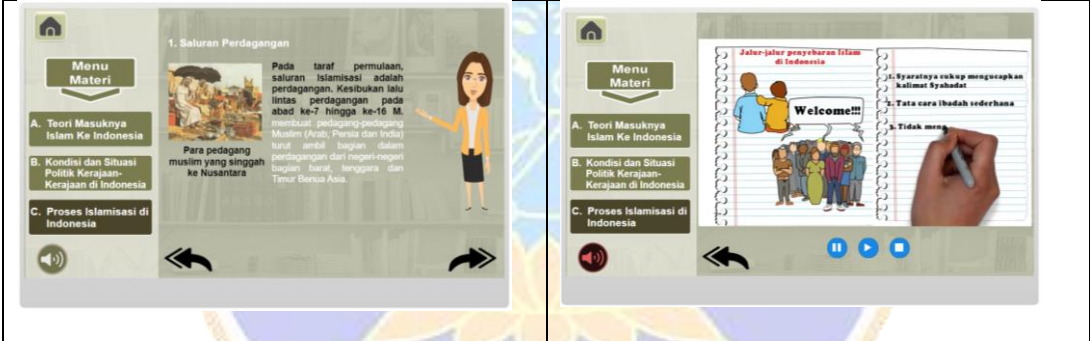 Menu
Materi
A. Teori Masuknya
Islam Ke Indonesia
B. Kondisi dan Situasi
Politik Kerajaan-
Kerajaan di Indonesia
C. Proses Islamisasi di
Indonesia
1. Saluran Perdagangan
Para pedagang
muslim yang singgah
ke Nusantara
Pada taraf permulaan,
saluran Islamisasi adalah
perdagangan. Kesibukan lalu
lintas perdagangan pada
abad ke-7 hingga ke-16 M.
membuat pedagang-pedagang
Muslim (Arab, Persia dan India)
turut ambil bagian dalam
perdagangan dari negeri-negeri
bagian barat, tenggara dan
Timur Benua Asia.
Menu
Materi
A. Teori Masuknya
Islam Ke Indonesia
B. Kondisi dan Situasi
Politik Kerajaan-
Kerajaan di Indonesia
C. Proses Islamisasi di
Indonesia
Jalur-jalur penyebaran Islam
di Indonesia
Welcome!!!
1. Syaratnya cukup mengucapkan
kalimat Syahadat
2. Tata cara ibadah sederhana
3. Tidak mena